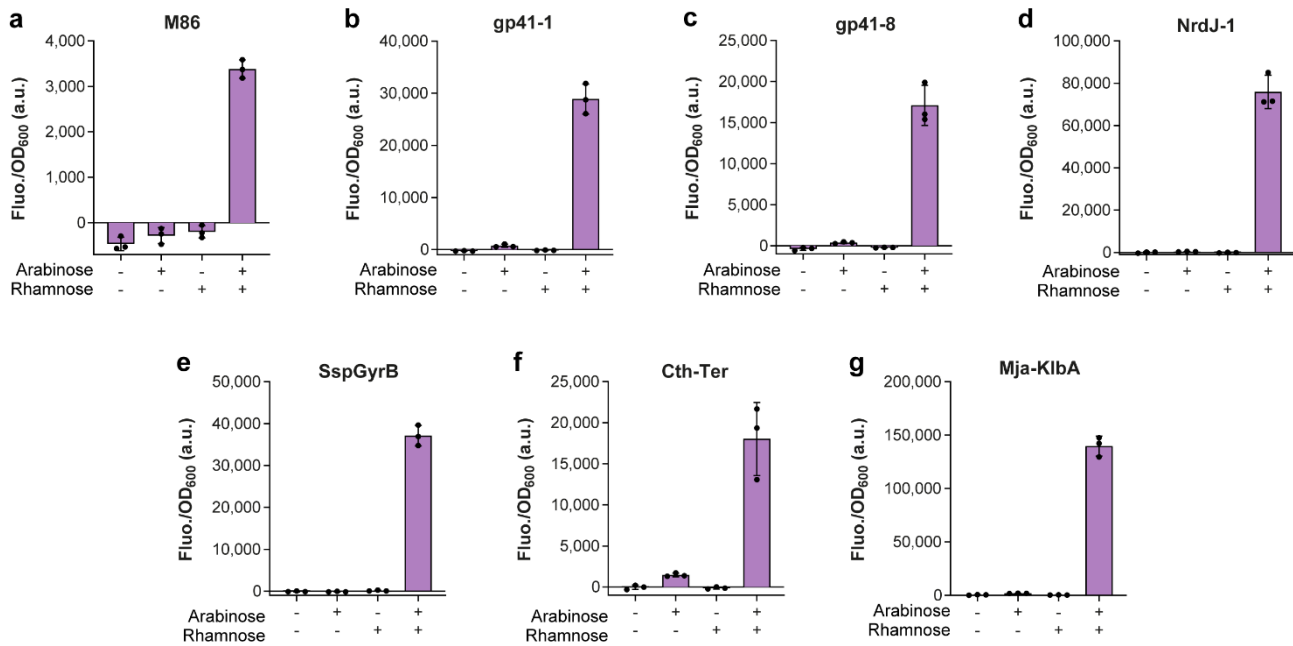 a
M86
Fluo./OD600 (a.u.)
4,000
3,000
2,000
1,000
0
-1,000
Arabinose - + - +
Rhamnose - - + +
b
gp41-1
Fluo./OD600 (a.u.)
40,000
30,000
20,000
10,000
0
Arabinose - + - +
Rhamnose - - + +
c
gp41-8
Fluo./OD600 (a.u.)
25,000
20,000
15,000
10,000
5,000
0
Arabinose - + - +
Rhamnose - - + +
d
NrdJ-1
Fluo./OD600 (a.u.)
100,000
80,000
60,000
40,000
20,000
0
Arabinose - + - +
Rhamnose - - + +
e
SspGyrB
Fluo./OD600 (a.u.)
50,000
40,000
30,000
20,000
10,000
0
Arabinose - + - +
Rhamnose - - + +
f
Cth-Ter
Fluo./OD600 (a.u.)
25,000
20,000
15,000
10,000
5,000
0
Arabinose - + - +
Rhamnose - - + +
g
Mja-KlbA
Fluo./OD600 (a.u.)
200,000
150,000
100,000
50,000
0
Arabinose - + - +
Rhamnose - - + +